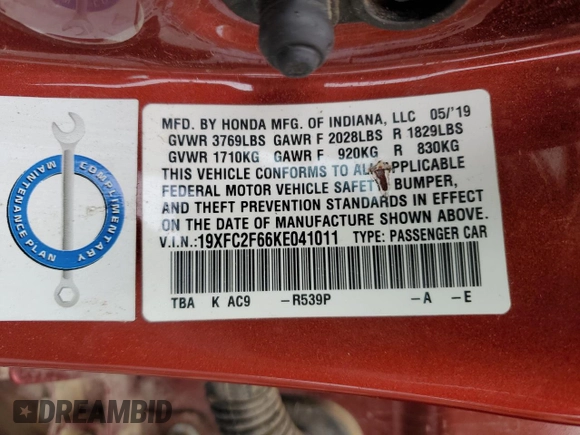 MFD. BY HONDA MFG. OF INDIANA, LLC 05/'19
GVWR 3769LBS GAWR F 2028LBS R 1829LBS
GVWR 1710KG GAWR F 920KG R 830KG
THIS VEHICLE CONFORMS TO ALL APPLICABLE
FEDERAL MOTOR VEHICLE SAFETY BUMPER,
AND THEFT PREVENTION STANDARDS IN EFFECT
ON THE DATE OF MANUFACTURE SHOWN ABOVE.
V.I.N.:19XFC2F66KE041011 TYPE: PASSENGER CAR
TBA K AC9 -R539P -A -E
COMPLIMENTARY
MAINTENANCE PLAN
DREAMBID